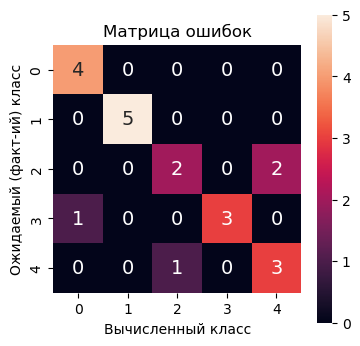 Матрица ошибок
Ожидаемый (факт-ий) класс
0 4 0 0 0 0
1 0 5 0 0 0
2 0 0 2 0 2
3 1 0 0 3 0
4 0 0 1 0 3
0 1 2 3 4
Вычисленный класс
5
4
3
2
1
0